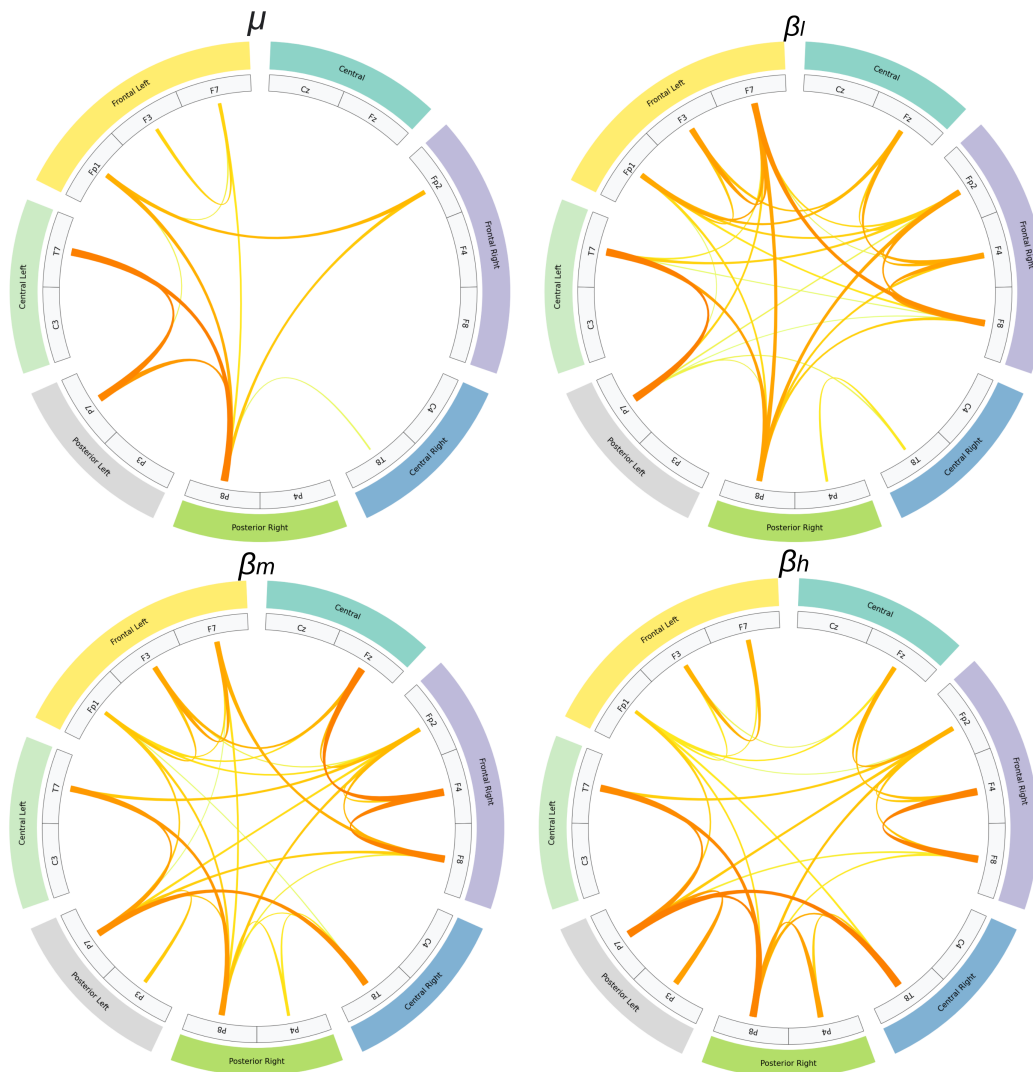 μ
Frontal Left
Central
Frontal Right
Central Right
Posterior Right
Posterior Left
Central Left
F7
F3
Fp1
T7
C3
P7
P3
P8
P4
T8
C4
F8
F4
Fp2
Fz
Cz
βl
Frontal Left
Central
Frontal Right
Central Right
Posterior Right
Posterior Left
Central Left
F7
F3
Fp1
T7
C3
P7
P3
P8
P4
T8
C4
F8
F4
Fp2
Fz
Cz
βm
Frontal Left
Central
Frontal Right
Central Right
Posterior Right
Posterior Left
Central Left
F7
F3
Fp1
T7
C3
P7
P3
P8
P4
T8
C4
F8
F4
Fp2
Fz
Cz
βh
Frontal Left
Central
Frontal Right
Central Right
Posterior Right
Posterior Left
Central Left
F7
F3
Fp1
T7
C3
P7
P3
P8
P4
T8
C4
F8
F4
Fp2
Fz
Cz